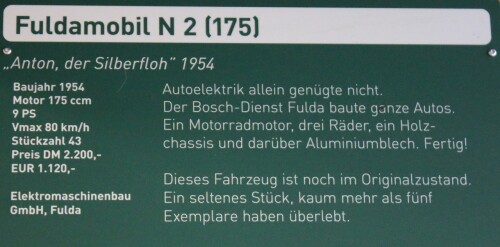 Fuldamobil N 2 (175)
„Anton, der Silberfloh" 1954
Baujahr 1954
Motor 175 ccm
9 PS
Vmax 80 km/h
Stückzahl 43
Preis DM 2.200,-
EUR 1.120,-
Elektromaschinenbau
GmbH, Fulda
Autoelektrik allein genügte nicht.
Der Bosch-Dienst Fulda baute ganze Autos.
Ein Motorradmotor, drei Räder, ein Holz-
chassis und darüber Aluminiumblech. Fertig!
Dieses Fahrzeug ist noch im Originalzustand.
Ein seltenes Stück, kaum mehr als fünf
Exemplare haben überlebt.